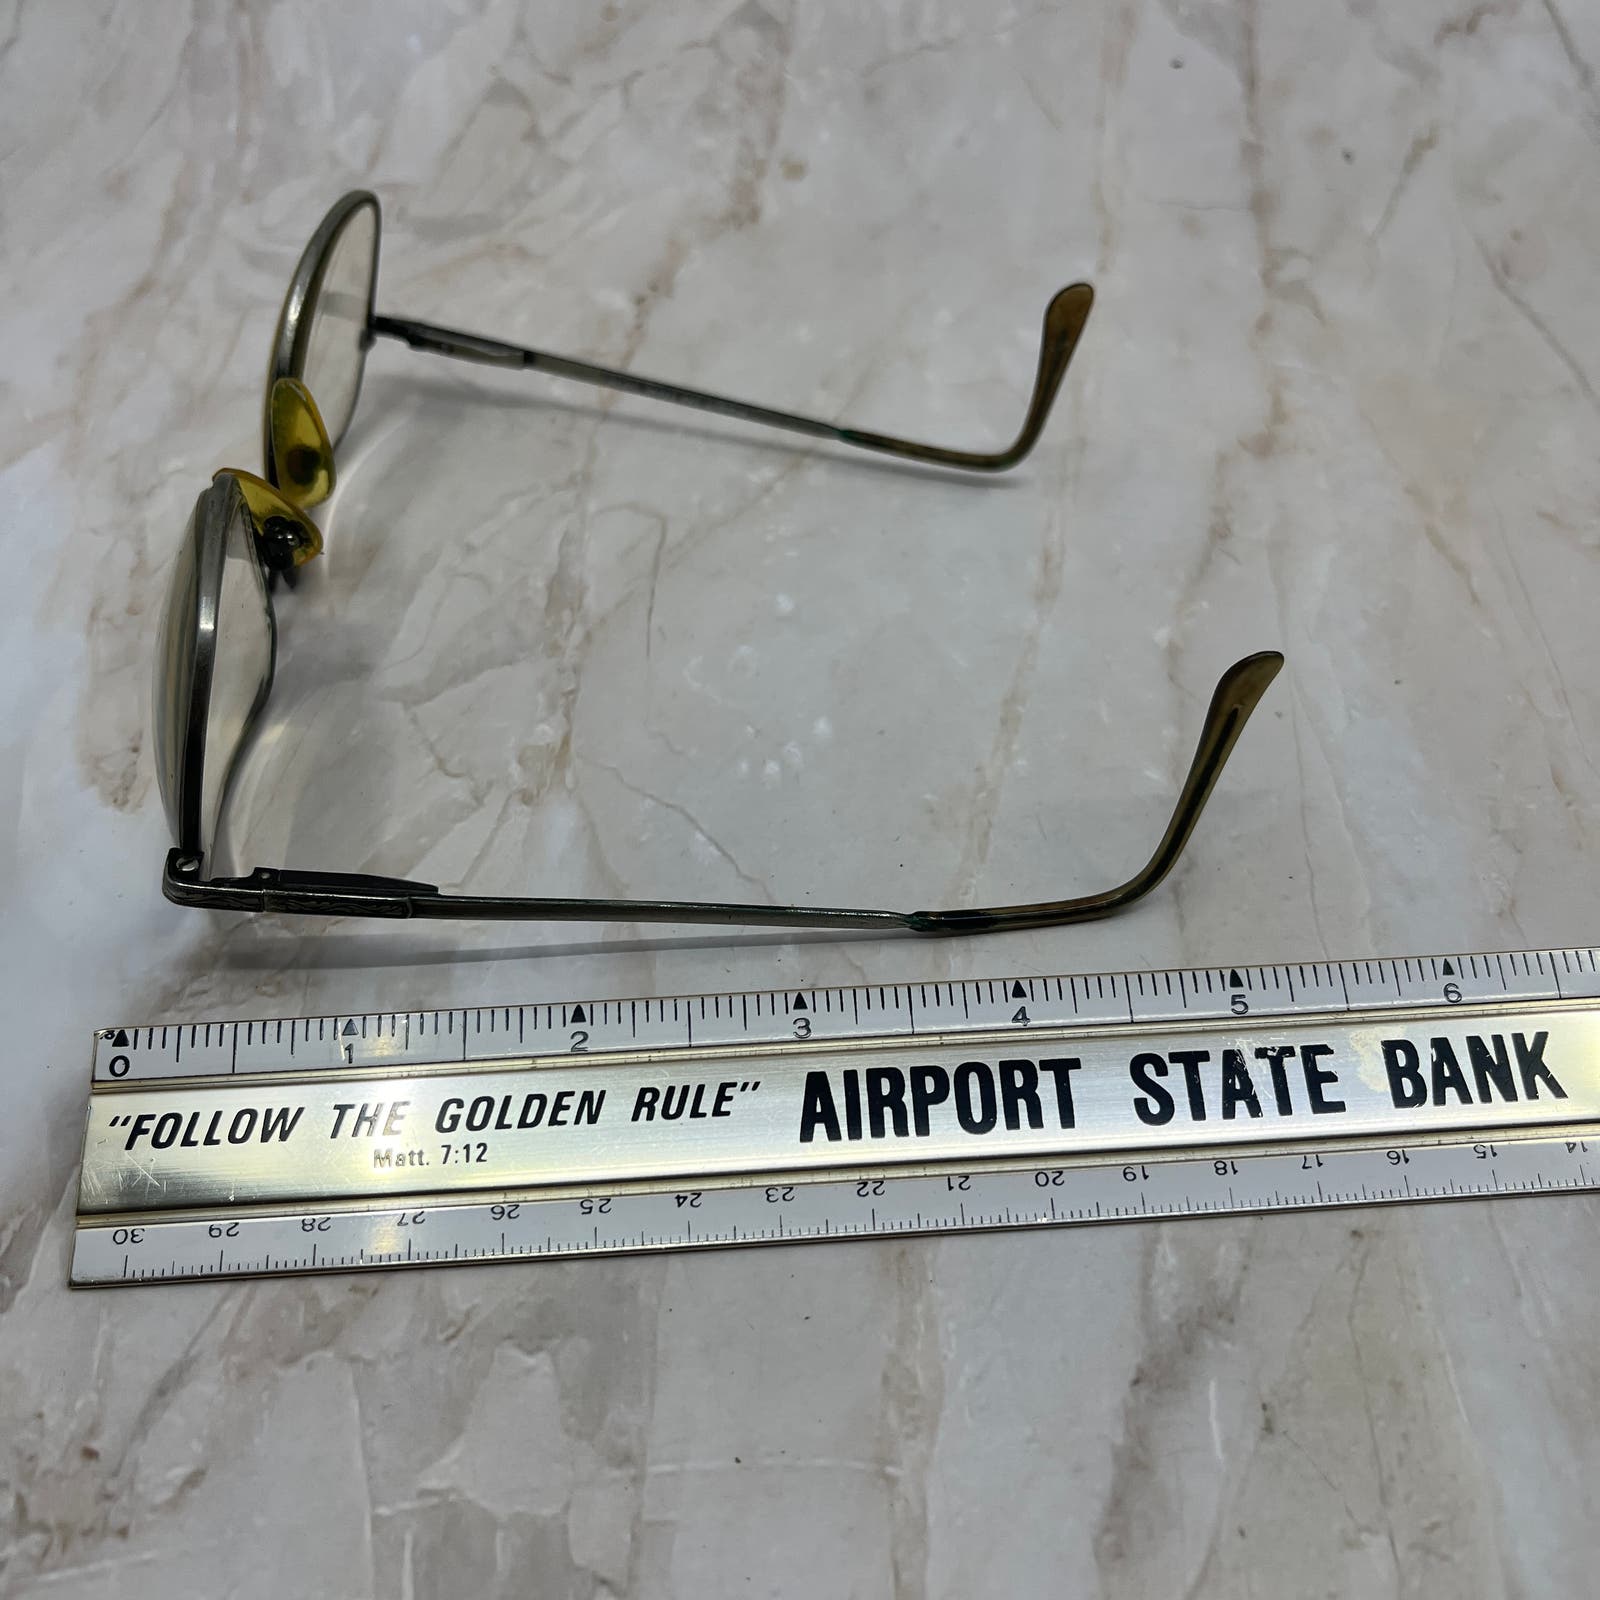 0 1 2 3 4 5 6
"FOLLOW THE GOLDEN RULE" AIRPORT STATE BANK
Matt. 7:12
30 29 28 27 26 25 24 23 22 21 20 19 18 17 16 15 14